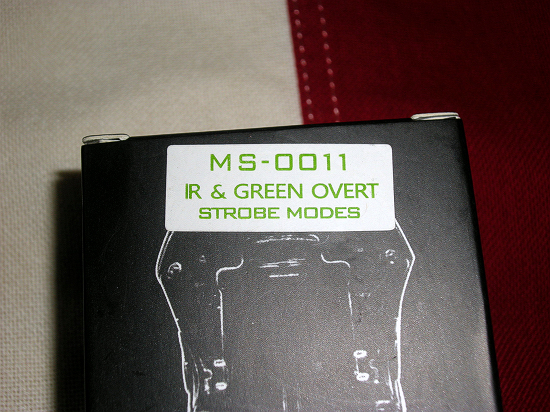 MS-0011
IR & GREEN OVERT
STROBE MODES